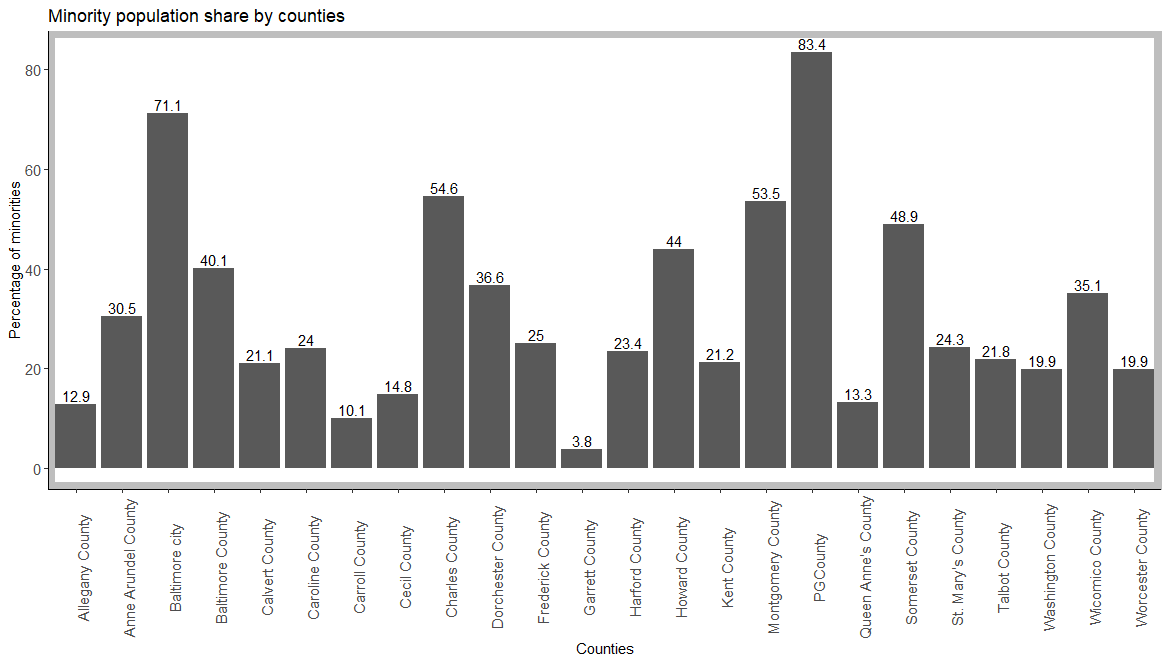 Minority population share by counties
Percentage of minorities
80
60
40
20
0
12.9
30.5
71.1
40.1
21.1
24
10.1
14.8
54.6
36.6
25
3.8
23.4
44
21.2
53.5
83.4
13.3
48.9
24.3
21.8
19.9
35.1
19.9
Allegany County
Anne Arundel County
Baltimore city
Baltimore County
Calvert County
Caroline County
Carroll County
Cecil County
Charles County
Dorchester County
Frederick County
Garrett County
Harford County
Howard County
Kent County
Montgomery County
PGCounty
Queen Anne's County
Somerset County
St. Mary's County
Talbot County
Washington County
Wicomico County
Worcester County
Counties